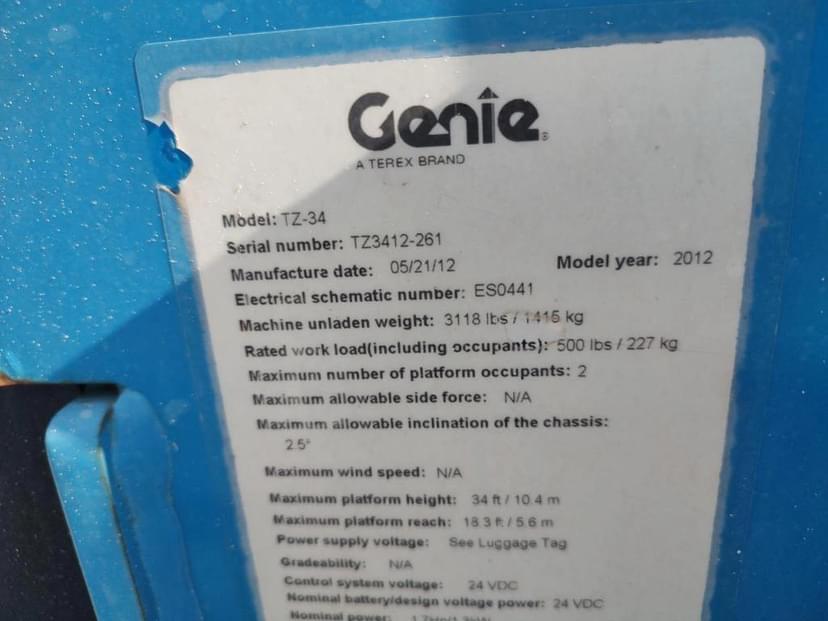 Genie®
A TEREX BRAND
Model: TZ-34
Serial number: TZ3412-261
Manufacture date: 05/21/12 Model year: 2012
Electrical schematic number: ES0441
Machine unladen weight: 3118 lbs / 1415 kg
Rated work load(including occupants): 500 lbs / 227 kg
Maximum number of platform occupants: 2
Maximum allowable side force: N/A
Maximum allowable inclination of the chassis:
2.5°
Maximum wind speed: N/A
Maximum platform height: 34 ft / 10.4 m
Maximum platform reach: 18.3 ft / 5.6 m
Power supply voltage: See Luggage Tag
Gradeability: N/A
Control system voltage: 24 VDC
Nominal battery/design voltage power: 24 VDC
Nominal power: